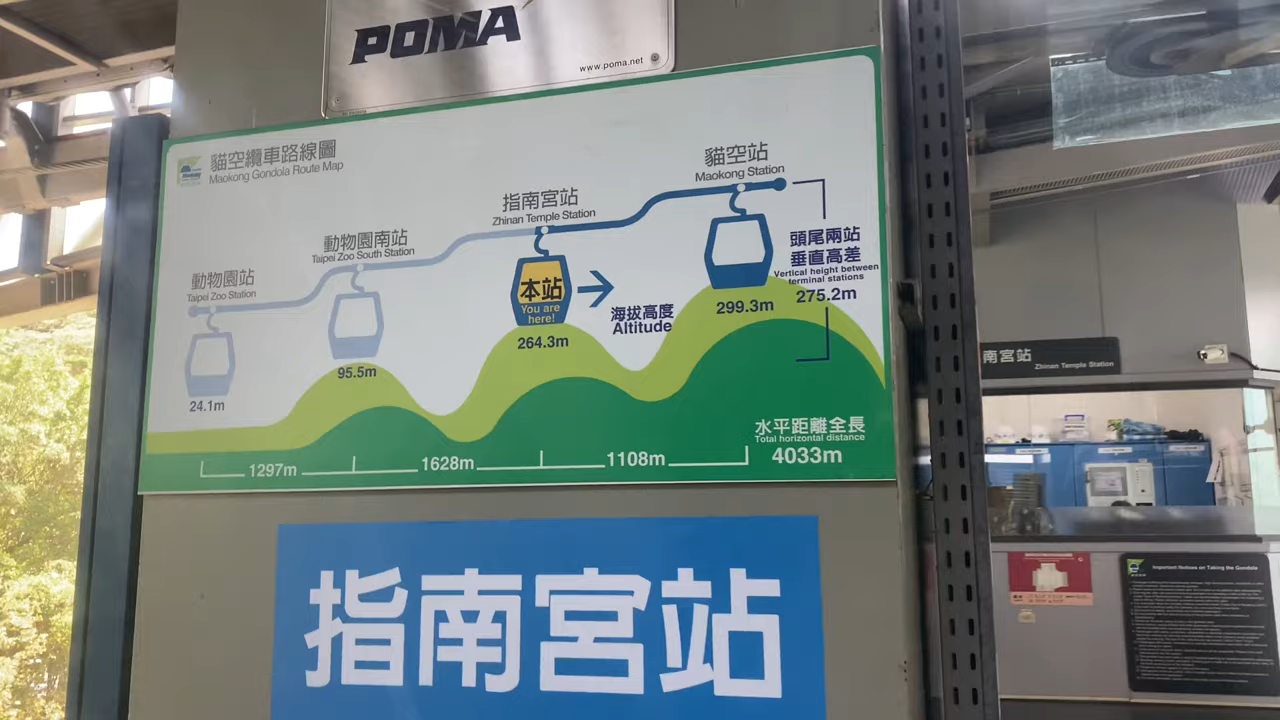 POMA
www.poma.net
貓空纜車路線圖
Maokong Gondola Route Map
動物園站
Taipei Zoo Station
24.1m
動物園南站
Taipei Zoo South Station
95.5m
指南宮站
Zhinan Temple Station
本站
You are
here!
264.3m
海拔高度
Altitude
貓空站
Maokong Station
299.3m
頭尾兩站
垂直高差
Vertical height between
terminal stations
275.2m
1297m
1628m
1108m
水平距離全長
Total horizontal distance
4033m
指南宮站
南宮站
Zhinan Temple Station
Important Notices on Taking the Gondola